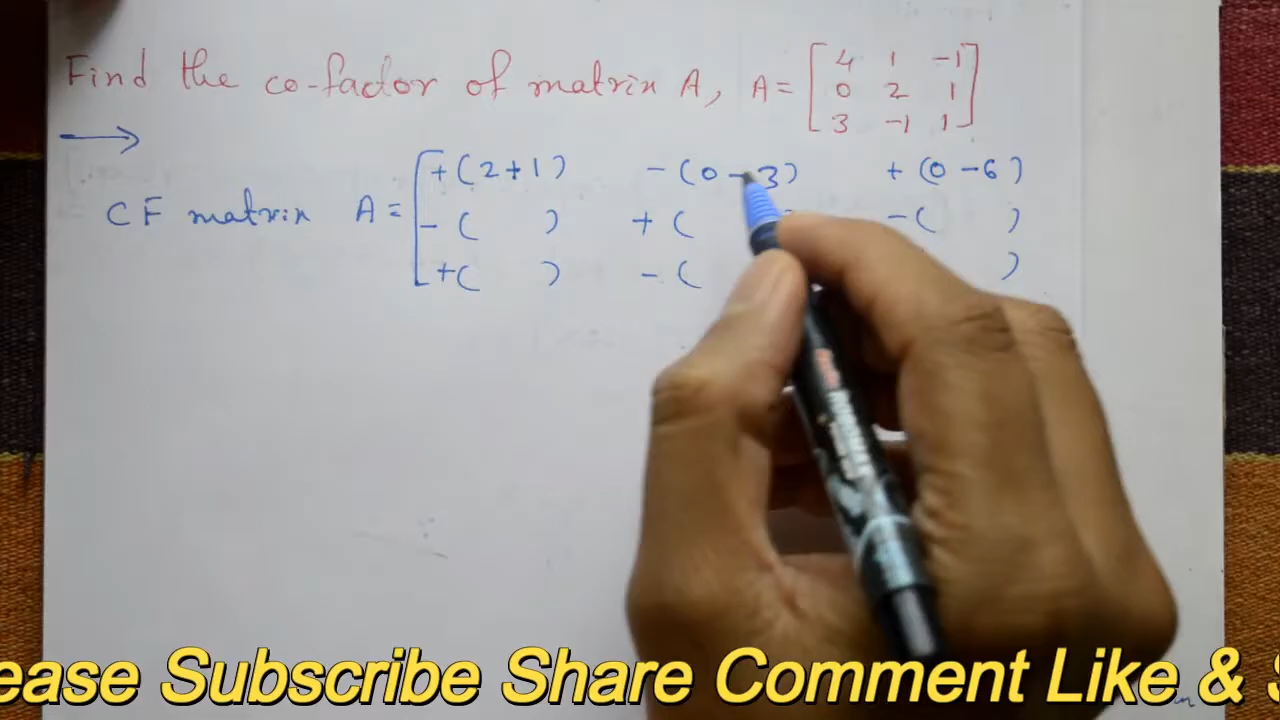 Find the co-factor of matrix A, A = [ 4 1 -1
0 2 1
3 -1 1 ]
→
CF matrix A = [ +(2+1) -(0-3) +(0-6)
-( ) +( -( )
+( ) -( )
ease Subscribe Share Comment Like & S